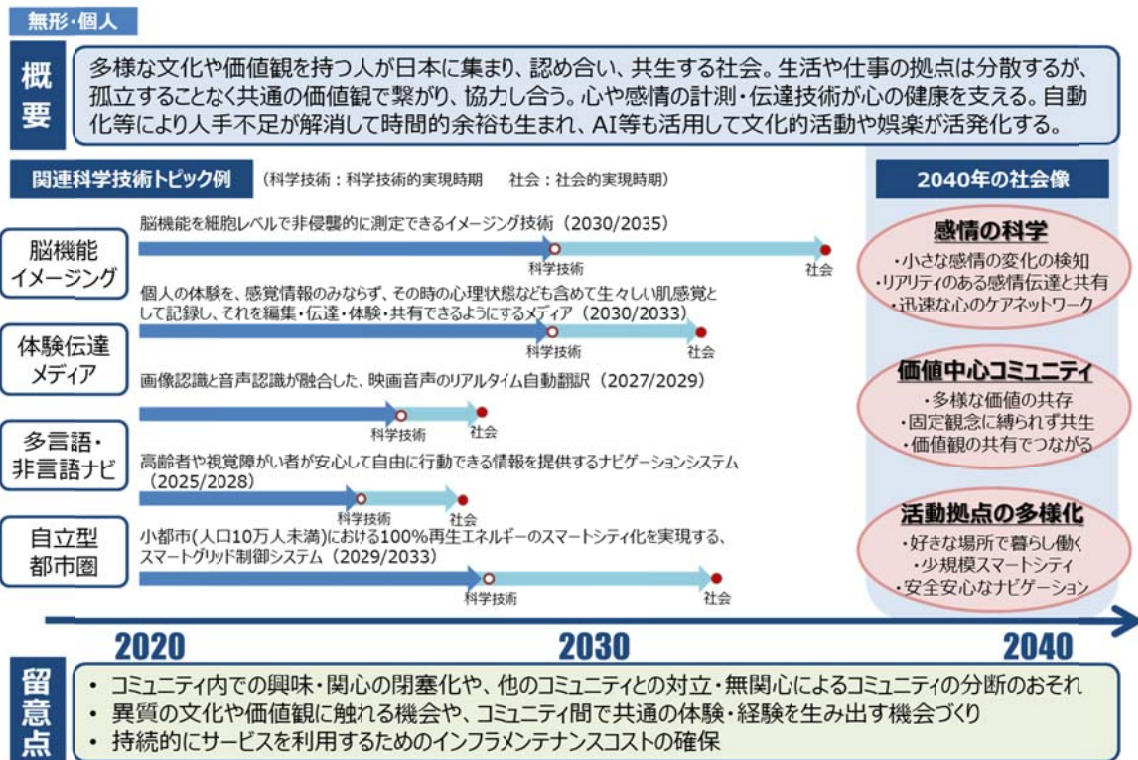 無形・個人
概要
多様な文化や価値観を持つ人が日本に集まり、認め合い、共生する社会。生活や仕事の拠点は分散するが、
孤立することなく共通の価値観で繋がり、協力し合う。心や感情の計測・伝達技術が心の健康を支える。自動
化等により人手不足が解消して時間的余裕も生まれ、AI等も活用して文化的活動や娯楽が活発化する。
関連科学技術トピック例
（科学技術：科学技術的実現時期　社会：社会的実現時期）
2040年の社会像
脳機能
イメージング
脳機能を細胞レベルで非侵襲的に測定できるイメージング技術（2030/2035）
科学技術
社会
個人の体験を、感覚情報のみならず、その時の心理状態なども含めて生々しい肌感覚と
して記録し、それを編集・伝達・体験・共有できるようにするメディア（2030/2033）
科学技術
社会
体験伝達
メディア
画像認識と音声認識が融合した、映画音声のリアルタイム自動翻訳（2027/2029）
科学技術
社会
多言語・
非言語ナビ
高齢者や視覚障がい者が安心して自由に行動できる情報を提供するナビゲーションシステム
（2025/2028）
科学技術
社会
自立型
都市圏
小都市(人口10万人未満)における100%再生エネルギーのスマートシティ化を実現する、
スマートグリッド制御システム（2029/2033）
科学技術
社会
感情の科学
・小さな感情の変化の検知
・リアリティのある感情伝達と共有
・迅速な心のケアネットワーク
価値中心コミュニティ
・多様な価値の共存
・固定観念に縛られず共生
・価値観の共有でつながる
活動拠点の多様化
・好きな場所で暮らし働く
・少規模スマートシティ
・安全安心なナビゲーション
2020
2030
2040
留意点
• コミュニティ内での興味・関心の閉塞化や、他のコミュニティとの対立・無関心によるコミュニティの分断のおそれ
• 異質の文化や価値観に触れる機会や、コミュニティ間で共通の体験・経験を生み出す機会づくり
• 持続的にサービスを利用するためのインフラメンテナンスコストの確保